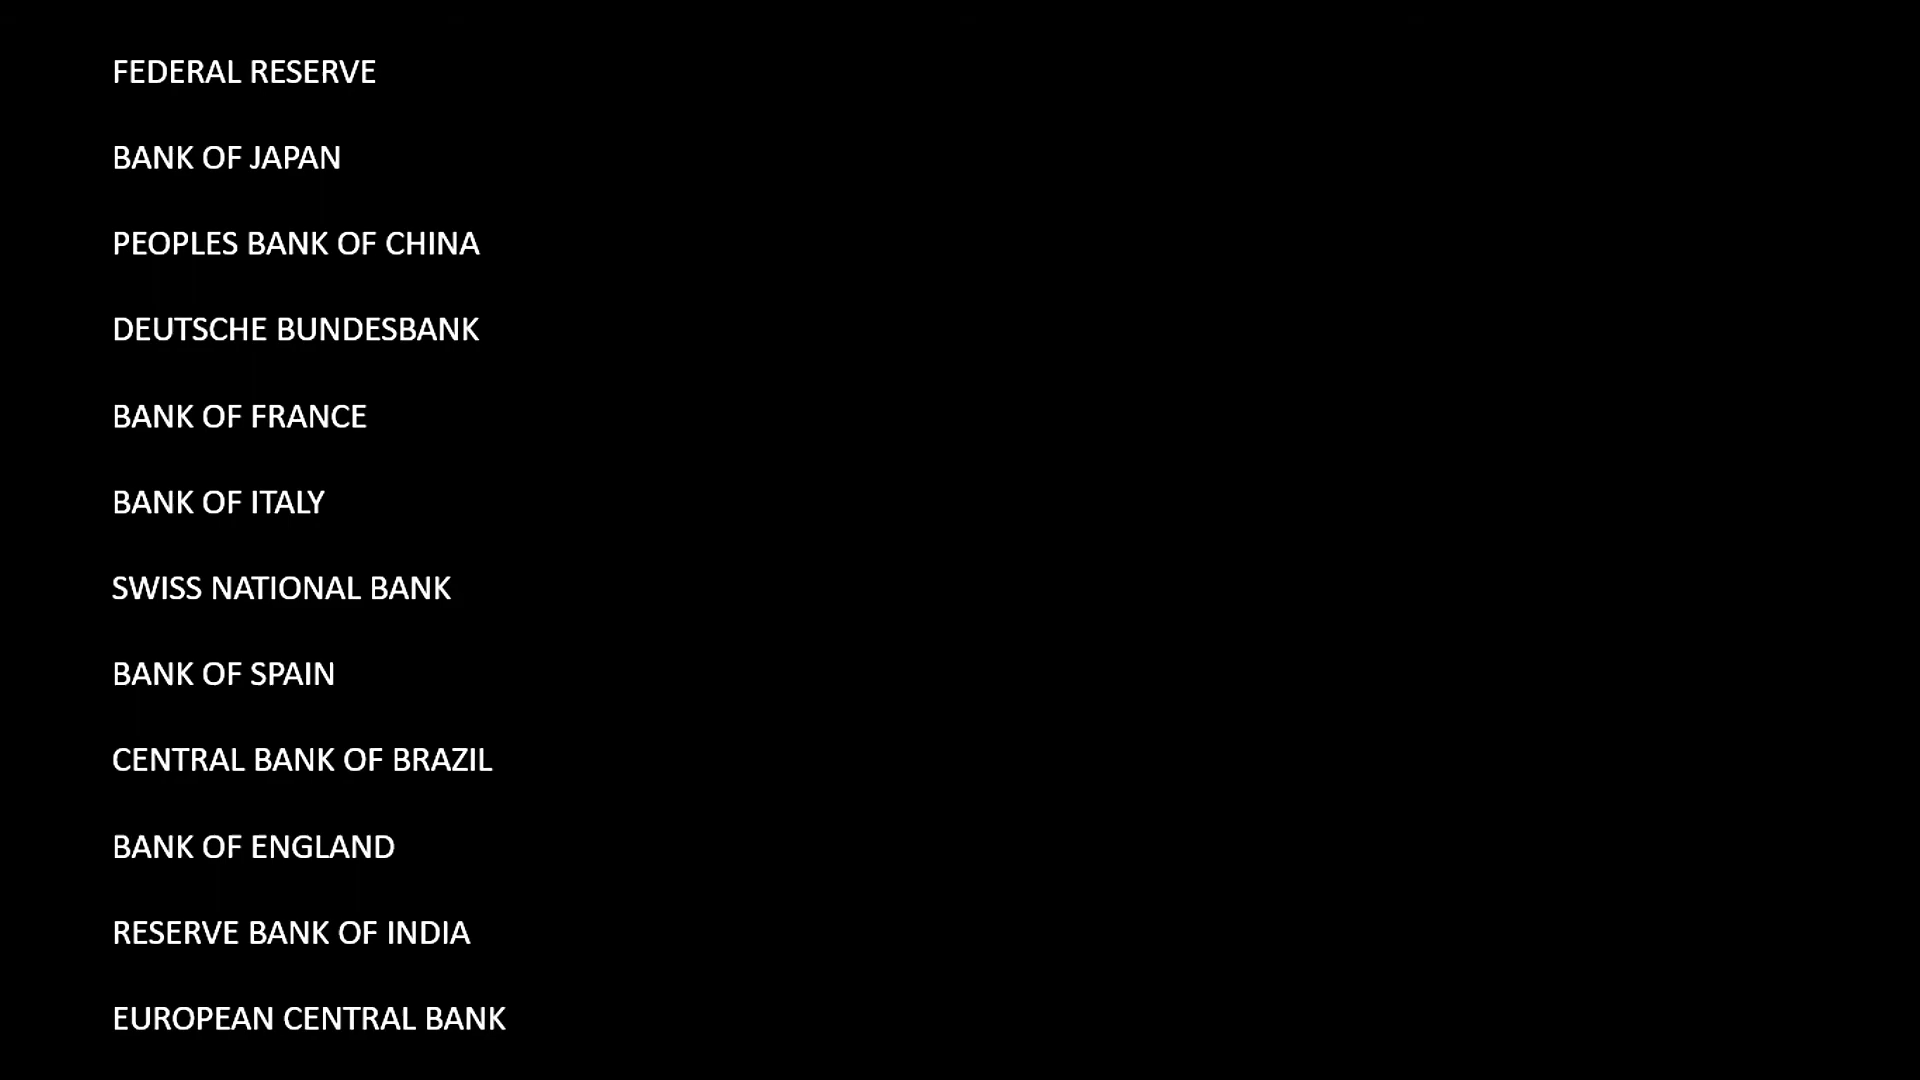 FEDERAL RESERVE
BANK OF JAPAN
PEOPLES BANK OF CHINA
DEUTSCHE BUNDESBANK
BANK OF FRANCE
BANK OF ITALY
SWISS NATIONAL BANK
BANK OF SPAIN
CENTRAL BANK OF BRAZIL
BANK OF ENGLAND
RESERVE BANK OF INDIA
EUROPEAN CENTRAL BANK